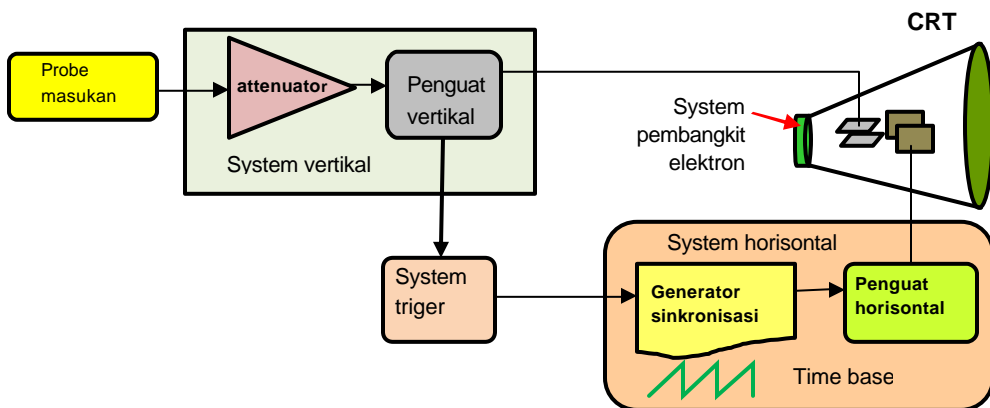 CRT
Probe
masukan
attenuator
Penguat
vertikal
System vertikal
System
pembangkit
elektron
System
triger
System horisontal
Generator
sinkronisasi
Penguat
horisontal
Time base